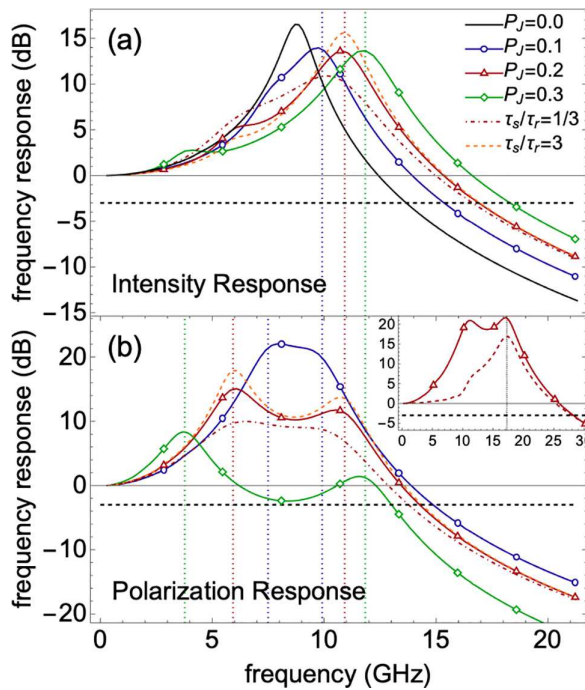 (a)
P_J=0.0
P_J=0.1
P_J=0.2
P_J=0.3
τ_s/τ_r=1/3
τ_s/τ_r=3
frequency response (dB)
15
10
5
0
−5
−10
−15
Intensity Response
(b)
frequency response (dB)
20
10
0
−10
−20
20
15
10
5
0
−5
0 5 10 15 20 25 30
Polarization Response
0 5 10 15 20
frequency (GHz)